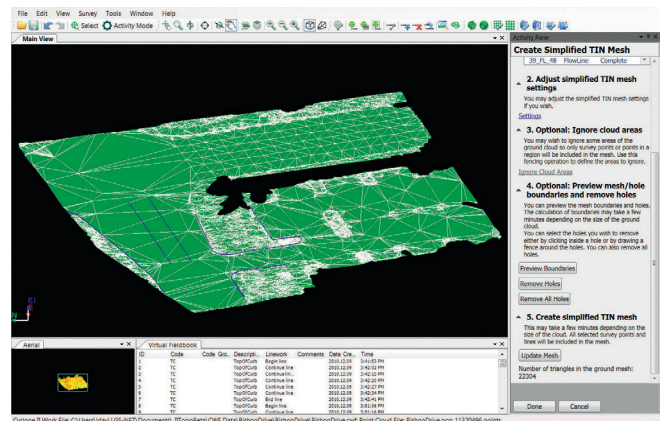 File Edit View Survey Tools Window Help
Select Activity Mode
Main View
Activity Pane
Create Simplified TIN Mesh
39_FL_48 FlowLine Complete
2. Adjust simplified TIN mesh
settings
You may adjust the simplified TIN mesh settings
if you wish.
Settings
3. Optional: Ignore cloud areas
You may wish to ignore some areas of the
ground cloud so only survey points or points in a
region will be included in the mesh. Use this
fencing operation to define the areas to ignore.
Ignore Cloud Areas
4. Optional: Preview mesh/hole
boundaries and remove holes
You can preview the mesh boundaries and holes.
The calculation of boundaries may take a few
minutes depending on the size of the ground
cloud.
You can select the holes you wish to remove
either by clicking inside a hole or by drawing a
fence around the holes. You can also remove all
holes.
Preview Boundaries
Remove Holes
Remove All Holes
5. Create simplified TIN mesh
This may take a few minutes depending on the
size of the cloud. All selected survey points and
lines will be included in the mesh.
Update Mesh
Number of triangles in the ground mesh:
22304
Done Cancel
El
N
Aerial
Virtual Fieldbook
ID Code Code Gro.. Descripti.. Linework Comments Date Cre.. Time
1 TC TopOfCurb Begin line 2010.12.09 3:41:53 PM
2 TC TopOfCurb Continue line 2010.12.09 3:42:02 PM
3 TC TopOfCurb Continue lin.. 2010.12.09 3:42:15 PM
4 TC TopOfCurb Continue line 2010.12.09 3:42:20 PM
5 TC TopOfCurb Continue line 2010.12.09 3:42:27 PM
6 TC TopOfCurb Continue line 2010.12.09 3:42:34 PM
7 TC TopOfCurb End line 2010.12.09 3:42:41 PM
8 TC TopOfCurb Begin line 2010.12.09 3:51:06 PM
TC TopOfCurb Continue line 2010.12.09 3:51:16 PM